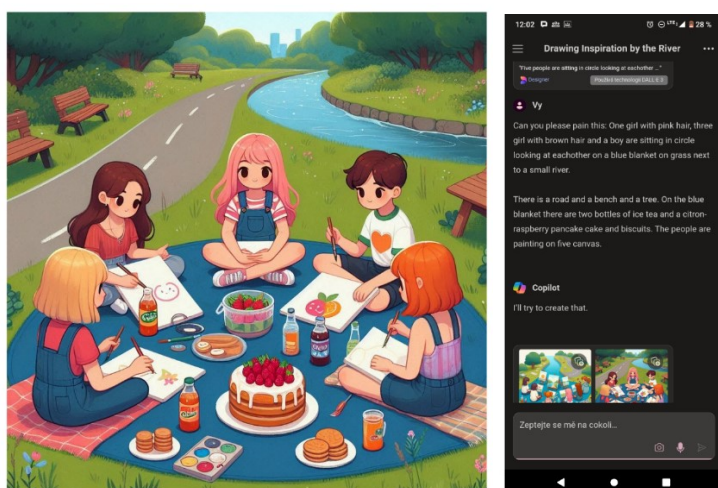 12:02
28 %
Drawing Inspiration by the River
"Five people are sitting in circle looking at eachother ..."
Designer
Používá technologii DALL·E 3
Vy
Can you please pain this: One girl with pink hair, three
girl with brown hair and a boy are sitting in circle
looking at eachother on a blue blanket on grass next
to a small river.
There is a road and a bench and a tree. On the blue
blanket there are two bottles of ice tea and a citron-
raspberry pancake cake and biscuits. The people are
painting on five canvas.
Copilot
I'll try to create that.
Zeptejte se mě na cokoli...